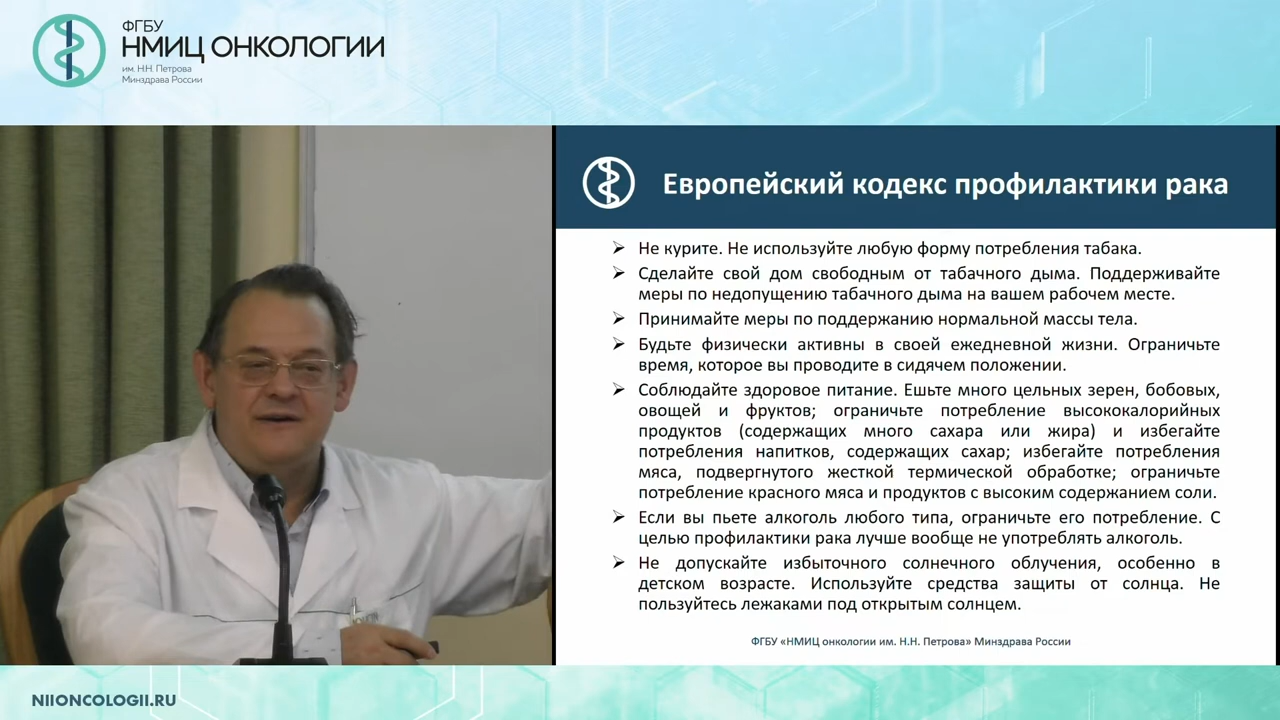 ФГБУ
НМИЦ ОНКОЛОГИИ
им. Н.Н. Петрова
Минздрава России
Европейский кодекс профилактики рака
Не курите. Не используйте любую форму потребления табака.
Сделайте свой дом свободным от табачного дыма. Поддерживайте
меры по недопущению табачного дыма на вашем рабочем месте.
Принимайте меры по поддержанию нормальной массы тела.
Будьте физически активны в своей ежедневной жизни. Ограничьте
время, которое вы проводите в сидячем положении.
Соблюдайте здоровое питание. Ешьте много цельных зерен, бобовых,
овощей и фруктов; ограничьте потребление высококалорийных
продуктов (содержащих много сахара или жира) и избегайте
потребления напитков, содержащих сахар; избегайте потребления
мяса, подвергнутого жесткой термической обработке; ограничьте
потребление красного мяса и продуктов с высоким содержанием соли.
Если вы пьете алкоголь любого типа, ограничьте его потребление. С
целью профилактики рака лучше вообще не употреблять алкоголь.
Не допускайте избыточного солнечного облучения, особенно в
детском возрасте. Используйте средства защиты от солнца. Не
пользуйтесь лежаками под открытым солнцем.
ФГБУ «НМИЦ онкологии им. Н.Н. Петрова» Минздрава России
NIIONCOLOGII.RU